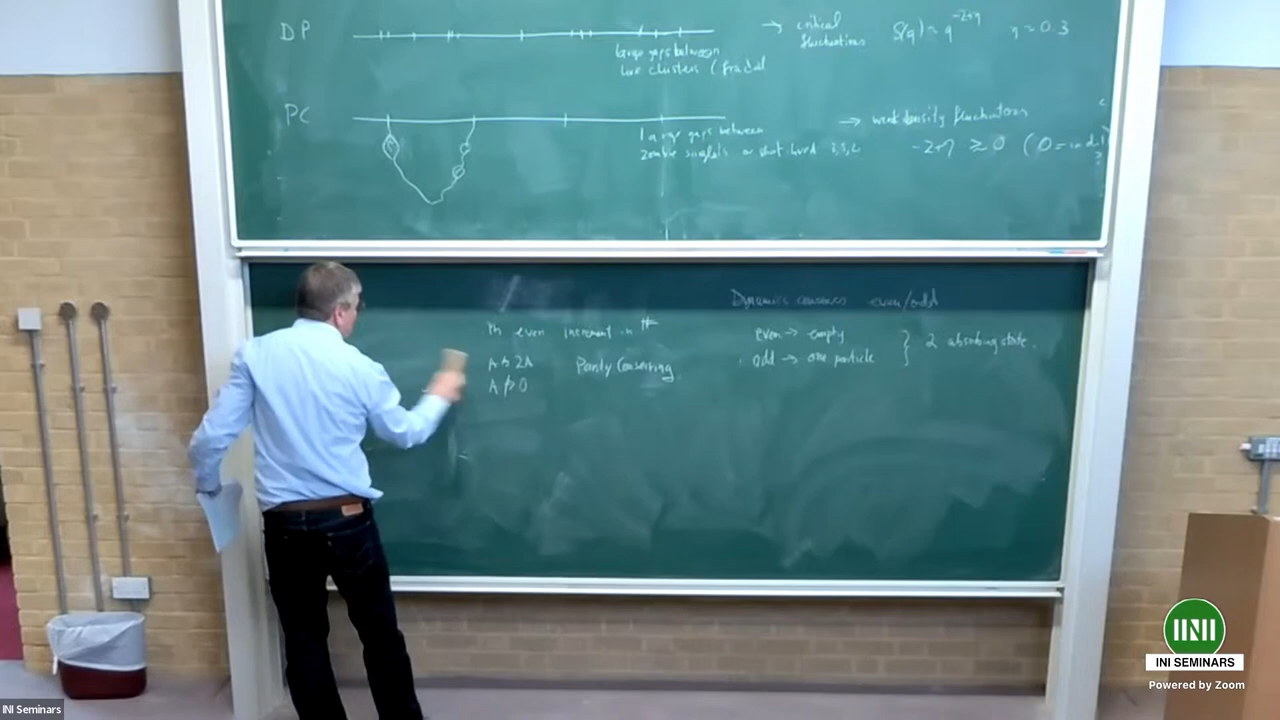 DP → critical fluctuations S(q) ~ q^-2+η η ~ 0.3
large gaps between
live clusters (fractal
PC → weak density fluctuations
large gaps between
zombie singlets or short-lived -2+η ≥ 0 (0 = in d=1)
Dynamics conserves even/odd
even increment in # even → empty } 2 absorbing state.
A → 2A Parity Conserving odd → one particle
INI SEMINARS
Powered by Zoom
INI Seminars